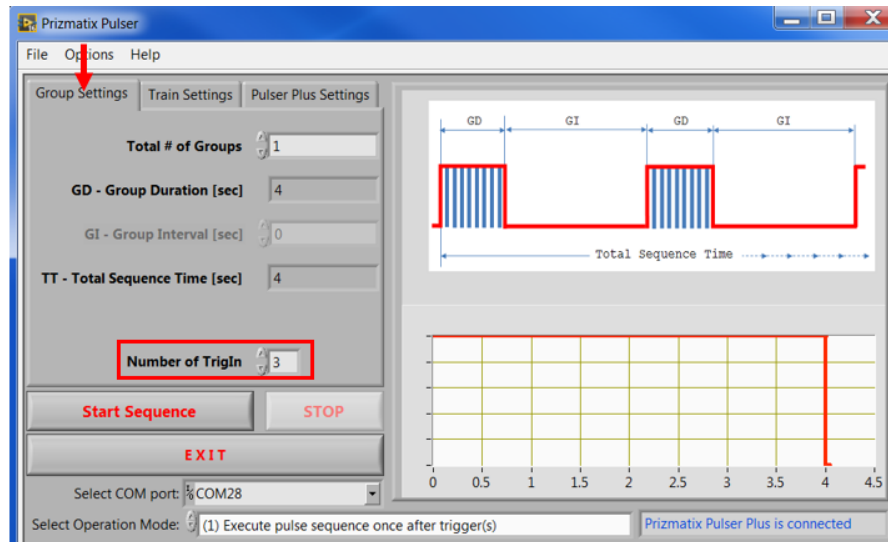 Prizmatix Pulser
File Options Help
Group Settings Train Settings Pulser Plus Settings
Total # of Groups 1
GD - Group Duration [sec] 4
GI - Group Interval [sec] 0
TT - Total Sequence Time [sec] 4
Number of TrigIn 3
Start Sequence STOP
EXIT
Select COM port: COM28
Select Operation Mode: (1) Execute pulse sequence once after trigger(s)
GD GI GD GI
Total Sequence Time
0 0.5 1 1.5 2 2.5 3 3.5 4 4.5
Prizmatix Pulser Plus is connected